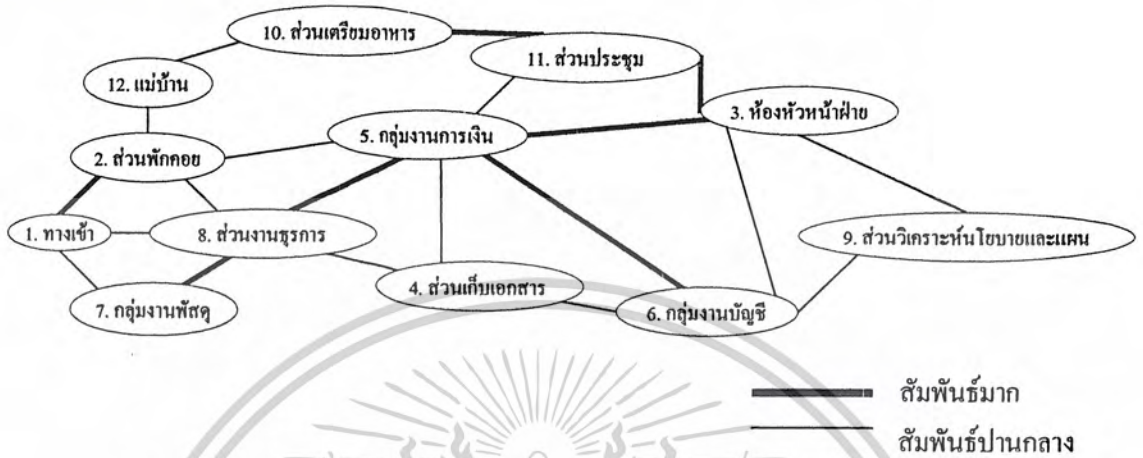 10. ส่วนเตรียมอาหาร
11. ส่วนประชุม
12. แม่บ้าน
3. ห้องหัวหน้าฝ่าย
5. กลุ่มงานการเงิน
2. ส่วนพักคอย
1. ทางเข้า
8. ส่วนงานธุรการ
9. ส่วนวิเคราะห์นโยบายและแผน
4. ส่วนเก็บเอกสาร
7. กลุ่มงานพัสดุ
6. กลุ่มงานบัญชี
สัมพันธ์มาก
สัมพันธ์ปานกลาง